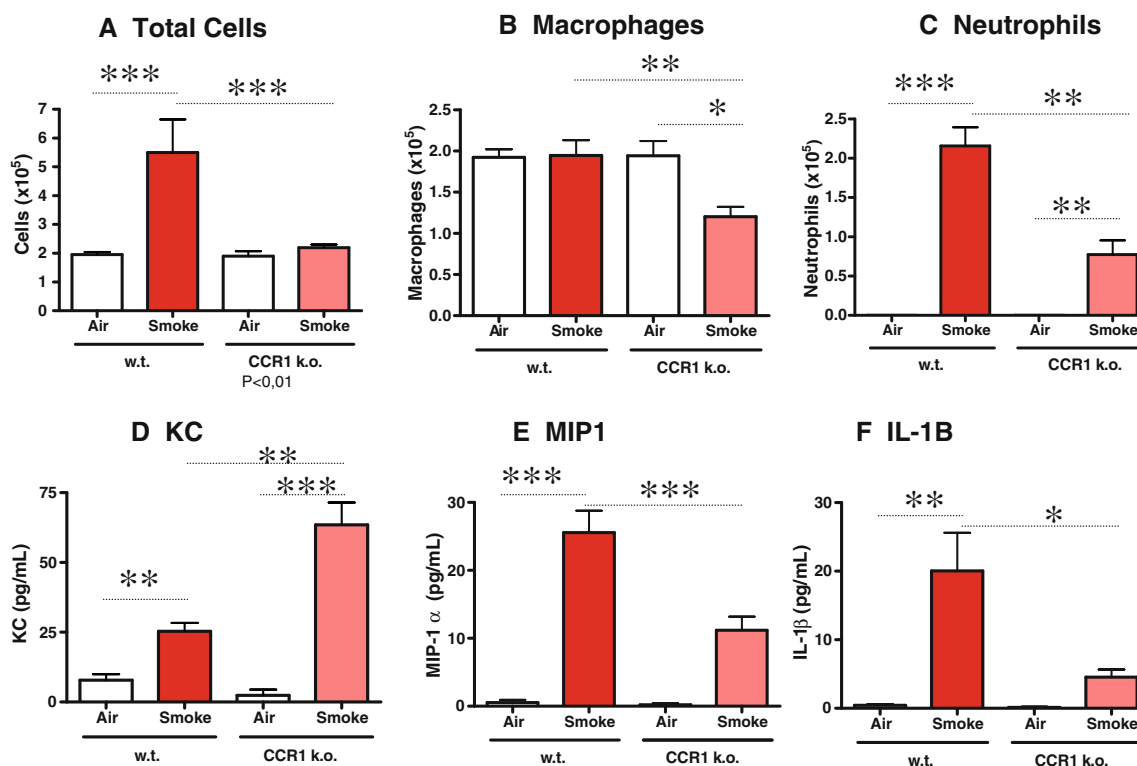 A Total Cells
***
***
Cells (x10⁵)
7
6
5
4
3
2
1
0
Air
Smoke
Air
Smoke
w.t.
CCR1 k.o.
P<0,01
B Macrophages
**
*
Macrophages (x10⁵)
2.5
2.0
1.5
1.0
0.5
0.0
Air
Smoke
Air
Smoke
w.t.
CCR1 k.o.
C Neutrophils
***
**
**
Neutrophils (x10⁵)
2.5
2.0
1.5
1.0
0.5
0.0
Air
Smoke
Air
Smoke
w.t.
CCR1 k.o.
D KC
**
***
**
KC (pg/mL)
75
50
25
0
Air
Smoke
Air
Smoke
w.t.
CCR1 k.o.
E MIP1
***
***
MIP-1 α (pg/mL)
30
20
10
0
Air
Smoke
Air
Smoke
w.t.
CCR1 k.o.
F IL-1B
**
*
IL-1β (pg/mL)
30
20
10
0
Air
Smoke
Air
Smoke
w.t.
CCR1 k.o.